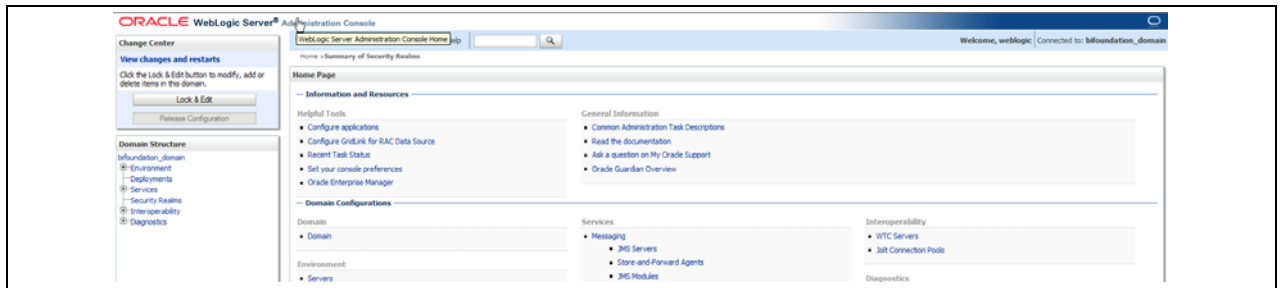 ORACLE WebLogic Server® Administration Console
Change Center
View changes and restarts
Click the Lock & Edit button to modify, add or
delete items in this domain.
Lock & Edit
Release Configuration
Domain Structure
bifoundation_domain
Environment
Deployments
Services
Security Realms
Interoperability
Diagnostics
WebLogic Server Administration Console Home
Welcome, weblogic
Connected to: bifoundation_domain
Home >Summary of Security Realms
Home Page
Information and Resources
Helpful Tools
Configure applications
Configure GridLink for RAC Data Source
Recent Task Status
Set your console preferences
Oracle Enterprise Manager
General Information
Common Administration Task Descriptions
Read the documentation
Ask a question on My Oracle Support
Oracle Guardian Overview
Domain Configurations
Domain
Domain
Environment
Servers
Services
Messaging
JMS Servers
Store-and-Forward Agents
JMS Modules
Interoperability
WTC Servers
Jolt Connection Pools
Diagnostics